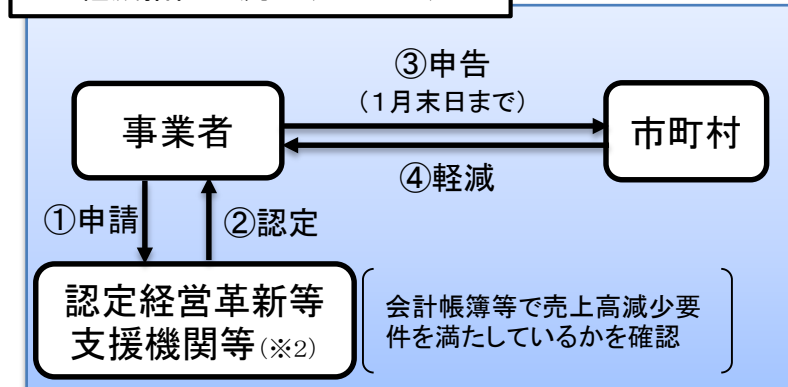 ③申告
（１月末日まで）
事業者
市町村
④軽減
①申請
②認定
認定経営革新等
支援機関等(※2)
会計帳簿等で売上高減少要
件を満たしているかを確認